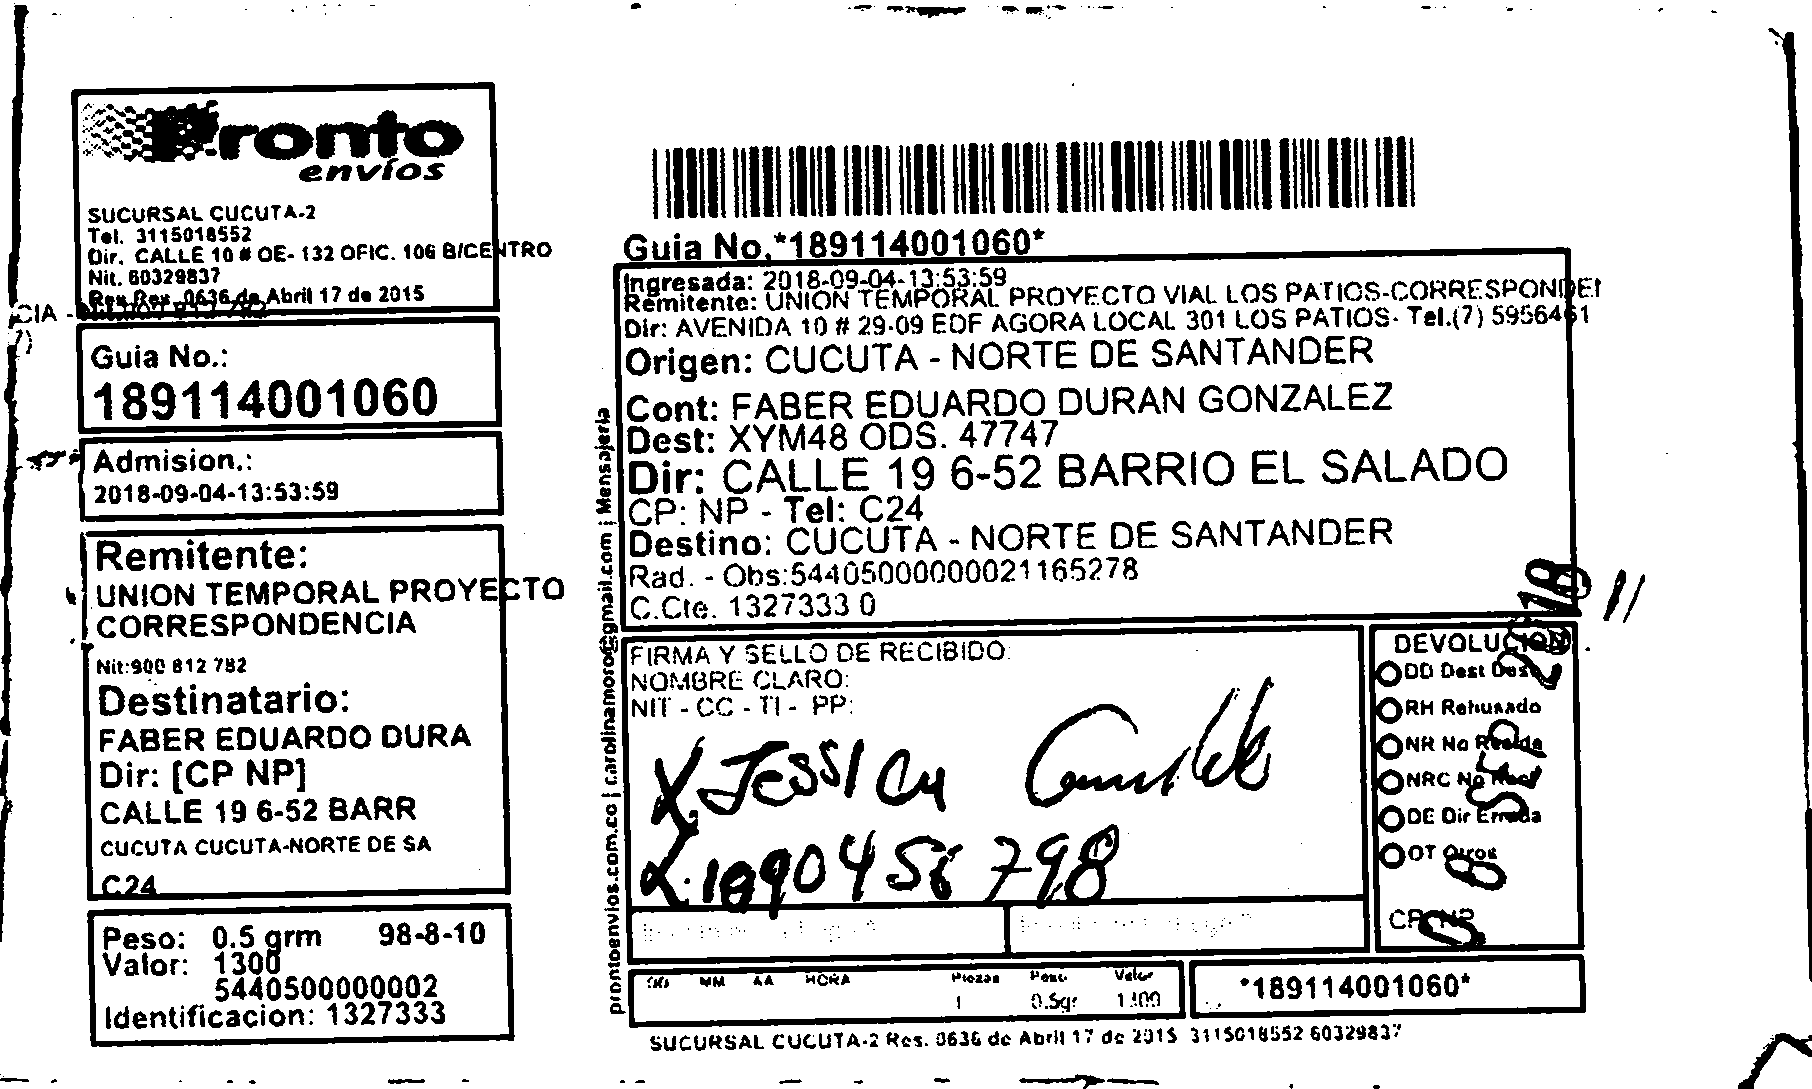 Pronto
envíos
SUCURSAL CUCUTA-2
Tel. 3115018552
Dir. CALLE 10 # OE- 132 OFIC. 106 B/CENTRO
Nit. 60329837
Res. 0636 de Abril 17 de 2015
CIA -
Guia No.:
189114001060
Admision.:
2018-09-04-13:53:59
Remitente:
UNION TEMPORAL PROYECTO
CORRESPONDENCIA
Nit:900 812 782
Destinatario:
FABER EDUARDO DURA
Dir: [CP NP]
CALLE 19 6-52 BARR
CUCUTA CUCUTA-NORTE DE SA
C24
Peso: 0.5 grm 98-8-10
Valor: 1300
5440500000002
Identificacion: 1327333
prontoenvios.com.co | carolinamoro@gmail.com | Mensajeria
Guia No.*189114001060*
Ingresada: 2018-09-04-13:53:59
Remitente: UNION TEMPORAL PROYECTO VIAL LOS PATIOS-CORRESPONDEN
Dir: AVENIDA 10 # 29-09 EDF AGORA LOCAL 301 LOS PATIOS- Tel.(7) 5956461
Origen: CUCUTA - NORTE DE SANTANDER
Cont: FABER EDUARDO DURAN GONZALEZ
Dest: XYM48 ODS. 47747
Dir: CALLE 19 6-52 BARRIO EL SALADO
CP: NP - Tel: C24
Destino: CUCUTA - NORTE DE SANTANDER
Rad. - Obs:54405000000021165278
C.Cte. 1327333 0
FIRMA Y SELLO DE RECIBIDO:
NOMBRE CLARO:
NIT - CC - TI - PP:
X Jessica
X. 1090456798
DEVOLUCION
DD Dest Des
RH Rehusado
NR No Reside
NRC No Recl
DE Dir Errada
OT Otros
CP: NP
DD MM AA HORA Piezas Peso Valor
1 0.5gr 1300
*189114001060*
SUCURSAL CUCUTA-2 Res. 0636 de Abril 17 de 2015 3115018552 60329837